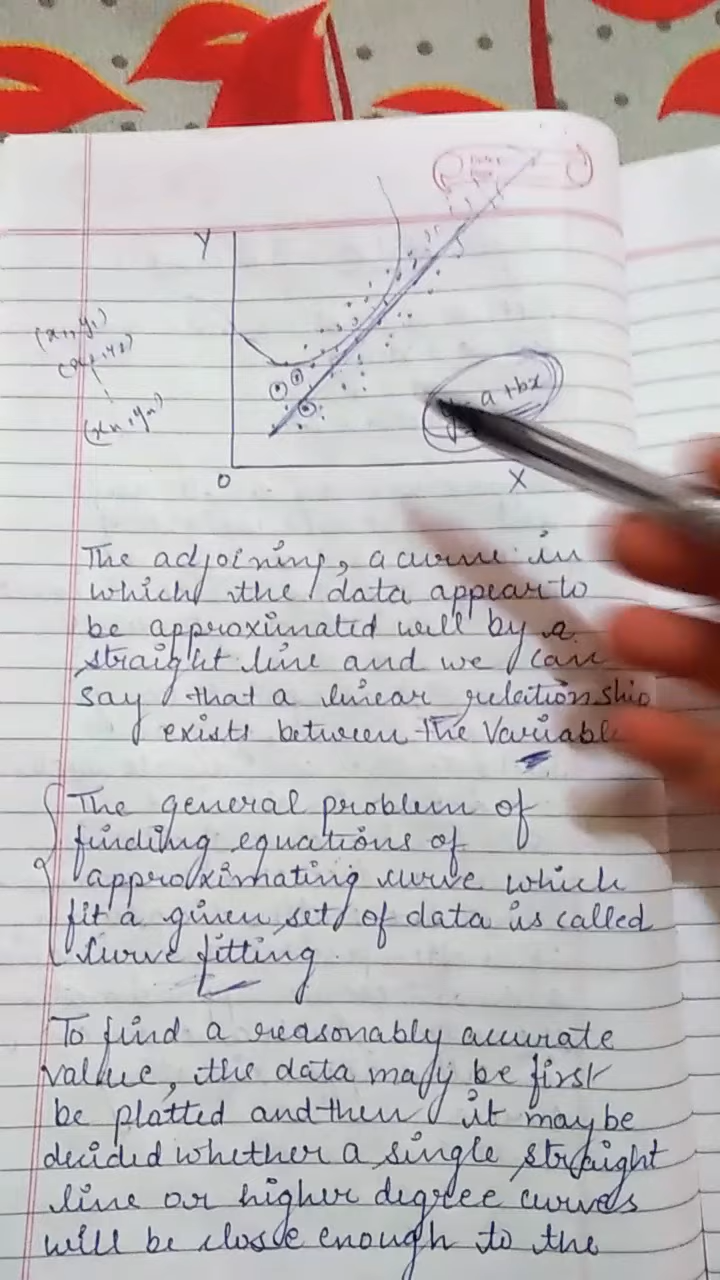 Y
(x₁, y₁)
(x₂, y₂)
(xₙ, yₙ)
y = a + bx
O
X
The adjoining, a curve in
which the data appear to
be approximated well by a
straight line and we can
say that a linear relationship
exists between the Variabl
The general problem of
finding equations of
approximating curve which
fit a given set of data is called
Curve fitting.
To find a reasonably accurate
value, the data may be first
be platted and then it may be
decided whether a single straight
line or higher degree curves
will be close enough to the